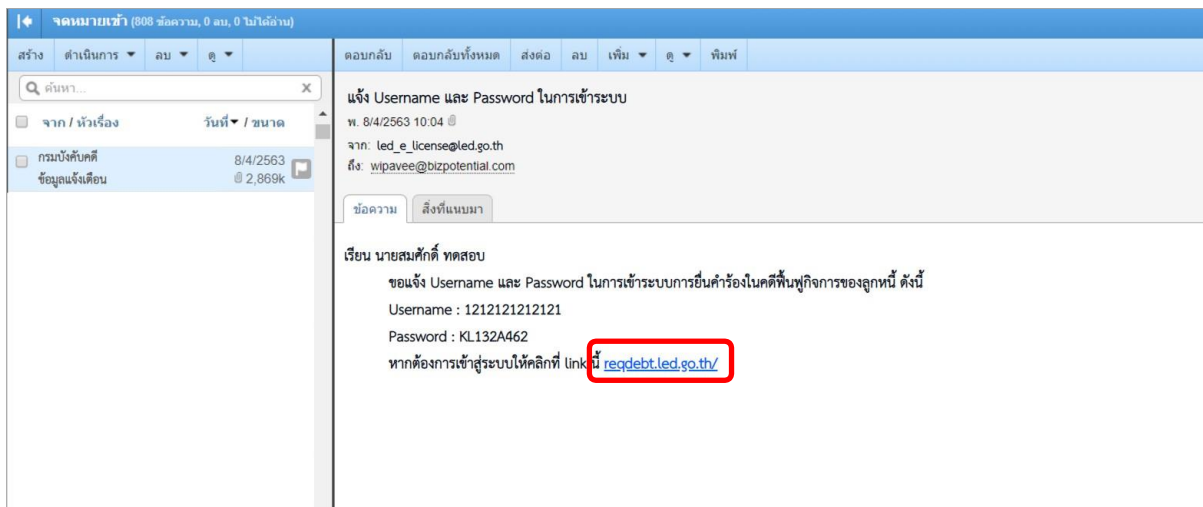 จดหมายเข้า (808 ข้อความ, 0 ลบ, 0 ไม่ได้อ่าน)
สร้าง ดำเนินการ ลบ ดู
ค้นหา... X
จาก / หัวเรื่อง วันที่ / ขนาด
กรมบังคับคดี 8/4/2563
ข้อมูลแจ้งเตือน 2,869k
ตอบกลับ ตอบกลับทั้งหมด ส่งต่อ ลบ เพิ่ม ดู พิมพ์
แจ้ง Username และ Password ในการเข้าระบบ
พ. 8/4/2563 10:04
จาก: led_e_license@led.go.th
ถึง: wipavee@bizpotential.com
ข้อความ สิ่งที่แนบมา
เรียน นายสมศักดิ์ ทดสอบ
ขอแจ้ง Username และ Password ในการเข้าระบบการยื่นคำร้องในคดีฟื้นฟูกิจการของลูกหนี้ ดังนี้
Username : 1212121212121
Password : KL132A462
หากต้องการเข้าสู่ระบบให้คลิกที่ link นี้ reqdebt.led.go.th/